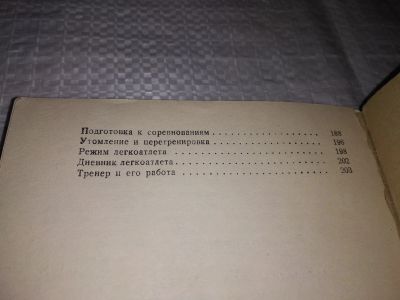 Подготовка к соревнованиям . . . . . . . . . . . . . . . 188
Утомление и перетренировка . . . . . . . . . . . . . . . 196
Режим легкоатлета . . . . . . . . . . . . . . . . . . . . 198
Дневник легкоатлета . . . . . . . . . . . . . . . . . . . 202
Тренер и его работа . . . . . . . . . . . . . . . . . . . 203